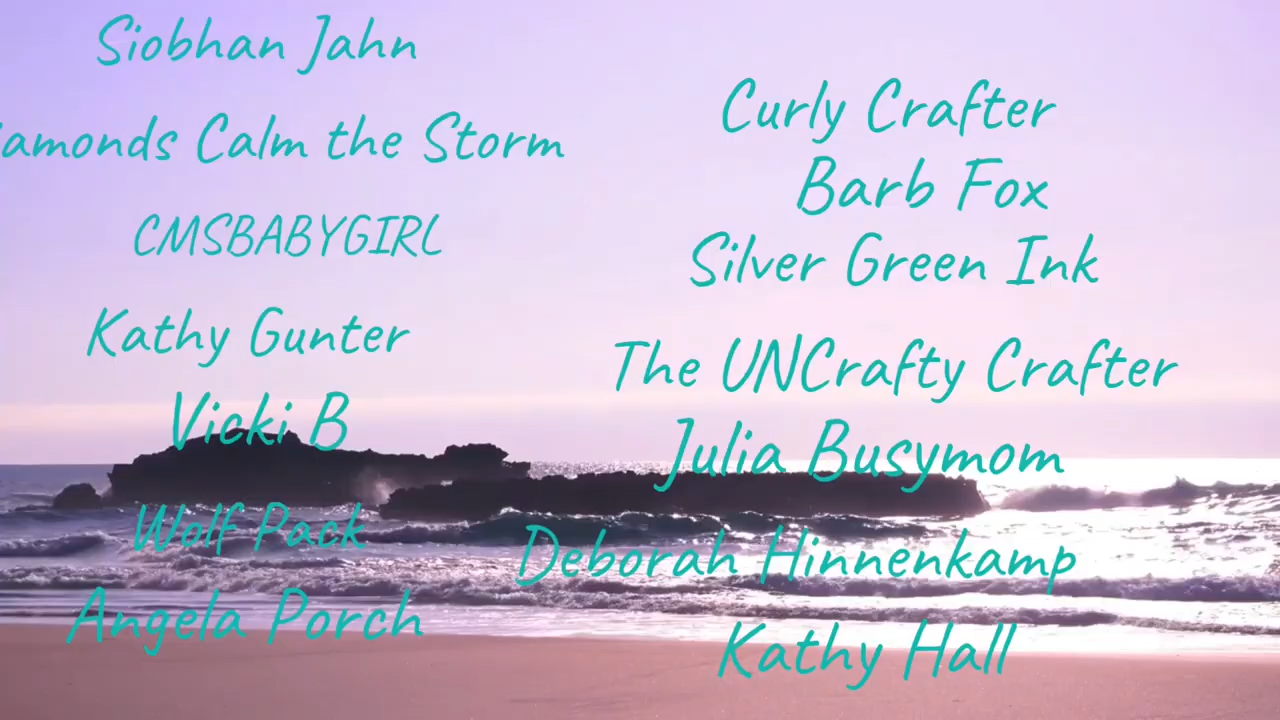 Siobhan Jahn
Calm the Storm
CMSBABYGIRL
Kathy Gunter
Vicki B
Wolf Pack
Angela Porch
Curly Crafter
Barb Fox
Silver Green Ink
The UNCrafty Crafter
Julia Busymom
Deborah Hinnenkamp
Kathy Hall